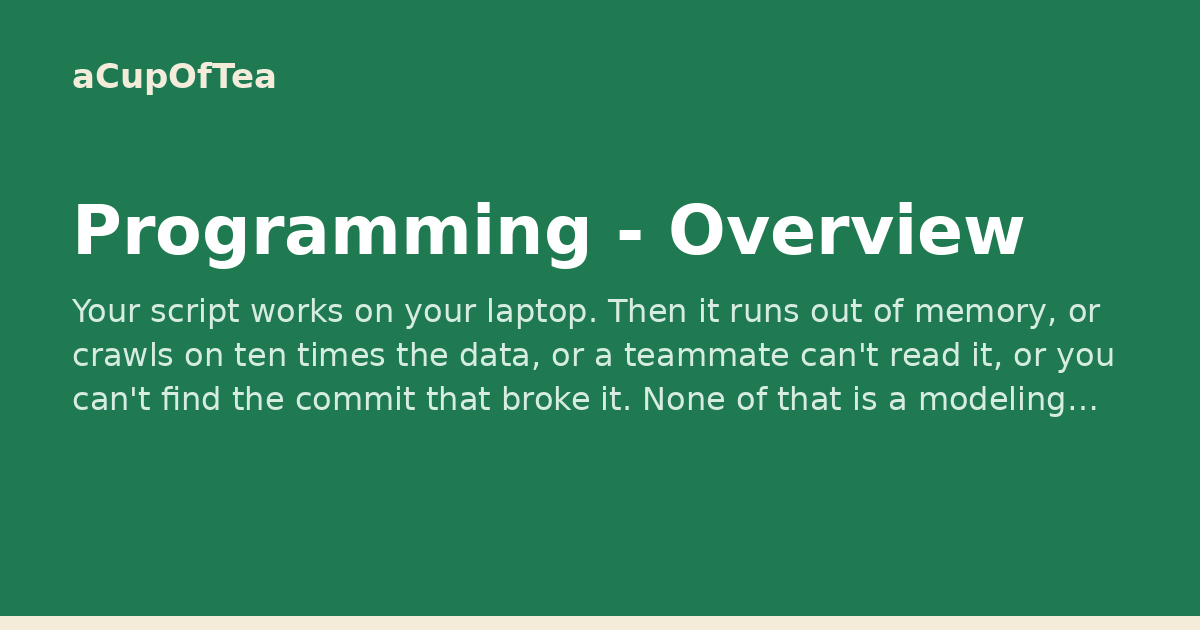 aCupOfTea
Programming - Overview
Your script works on your laptop. Then it runs out of memory, or
crawls on ten times the data, or a teammate can't read it, or you
can't find the commit that broke it. None of that is a modeling…